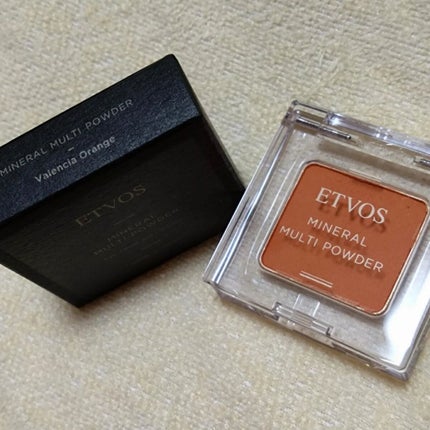 MINERAL MULTI POWDER
–
Valencia Orange
ETVOS
MINERAL
MULTI POWDER
ETVOS
MINERAL
MULTI POWDER